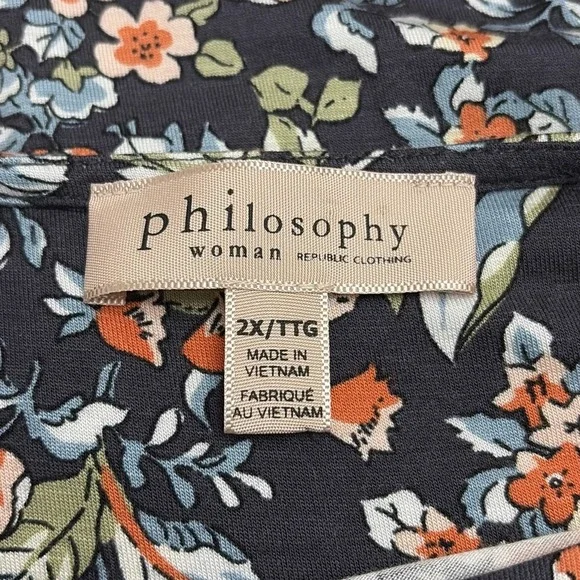 philosophy
woman REPUBLIC CLOTHING
2X/TTG
MADE IN
VIETNAM
FABRIQUÉ
AU VIETNAM